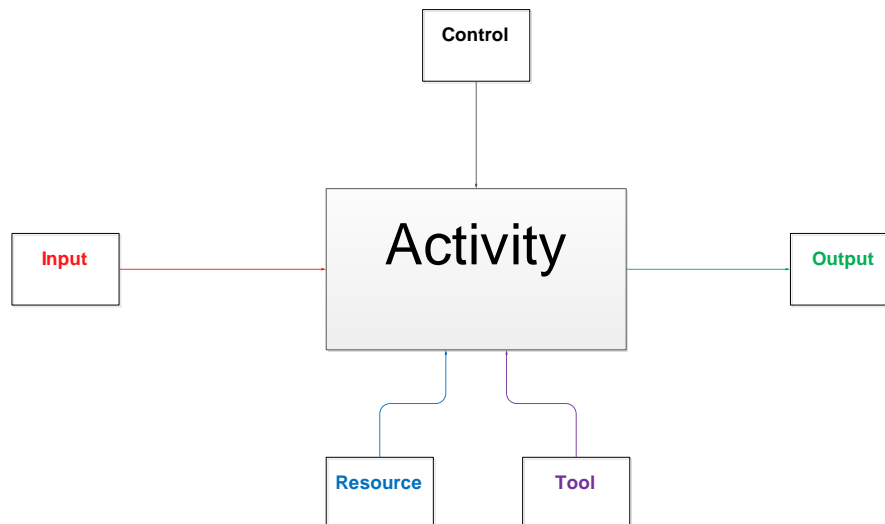 Control
Activity
Input
Output
Resource
Tool